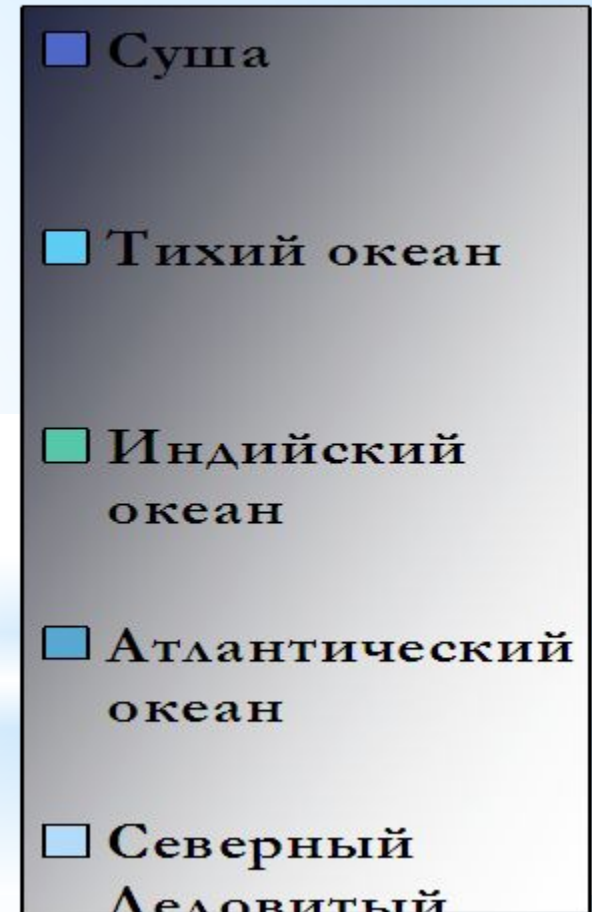 Суша
Тихий океан
Индийский
океан
Атлантический
океан
Северный
Ледовитый